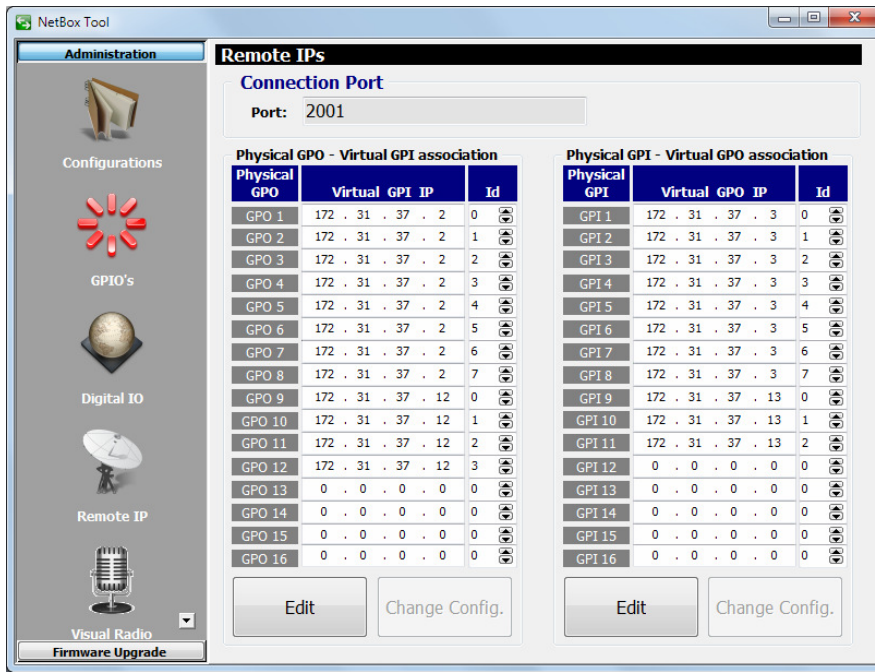 NetBox Tool
Administration
Configurations
GPIO's
Digital IO
Remote IP
Visual Radio
Firmware Upgrade
Remote IPs
Connection Port
Port: 2001
Physical GPO - Virtual GPI association
Physical GPO Virtual GPI IP Id
GPO 1 172 . 31 . 37 . 2 0
GPO 2 172 . 31 . 37 . 2 1
GPO 3 172 . 31 . 37 . 2 2
GPO 4 172 . 31 . 37 . 2 3
GPO 5 172 . 31 . 37 . 2 4
GPO 6 172 . 31 . 37 . 2 5
GPO 7 172 . 31 . 37 . 2 6
GPO 8 172 . 31 . 37 . 2 7
GPO 9 172 . 31 . 37 . 12 0
GPO 10 172 . 31 . 37 . 12 1
GPO 11 172 . 31 . 37 . 12 2
GPO 12 172 . 31 . 37 . 12 3
GPO 13 0 . 0 . 0 . 0 0
GPO 14 0 . 0 . 0 . 0 0
GPO 15 0 . 0 . 0 . 0 0
GPO 16 0 . 0 . 0 . 0 0
Edit Change Config.
Physical GPI - Virtual GPO association
Physical GPI Virtual GPO IP Id
GPI 1 172 . 31 . 37 . 3 0
GPI 2 172 . 31 . 37 . 3 1
GPI 3 172 . 31 . 37 . 3 2
GPI 4 172 . 31 . 37 . 3 3
GPI 5 172 . 31 . 37 . 3 4
GPI 6 172 . 31 . 37 . 3 5
GPI 7 172 . 31 . 37 . 3 6
GPI 8 172 . 31 . 37 . 3 7
GPI 9 172 . 31 . 37 . 13 0
GPI 10 172 . 31 . 37 . 13 1
GPI 11 172 . 31 . 37 . 13 2
GPI 12 0 . 0 . 0 . 0 0
GPI 13 0 . 0 . 0 . 0 0
GPI 14 0 . 0 . 0 . 0 0
GPI 15 0 . 0 . 0 . 0 0
GPI 16 0 . 0 . 0 . 0 0
Edit Change Config.